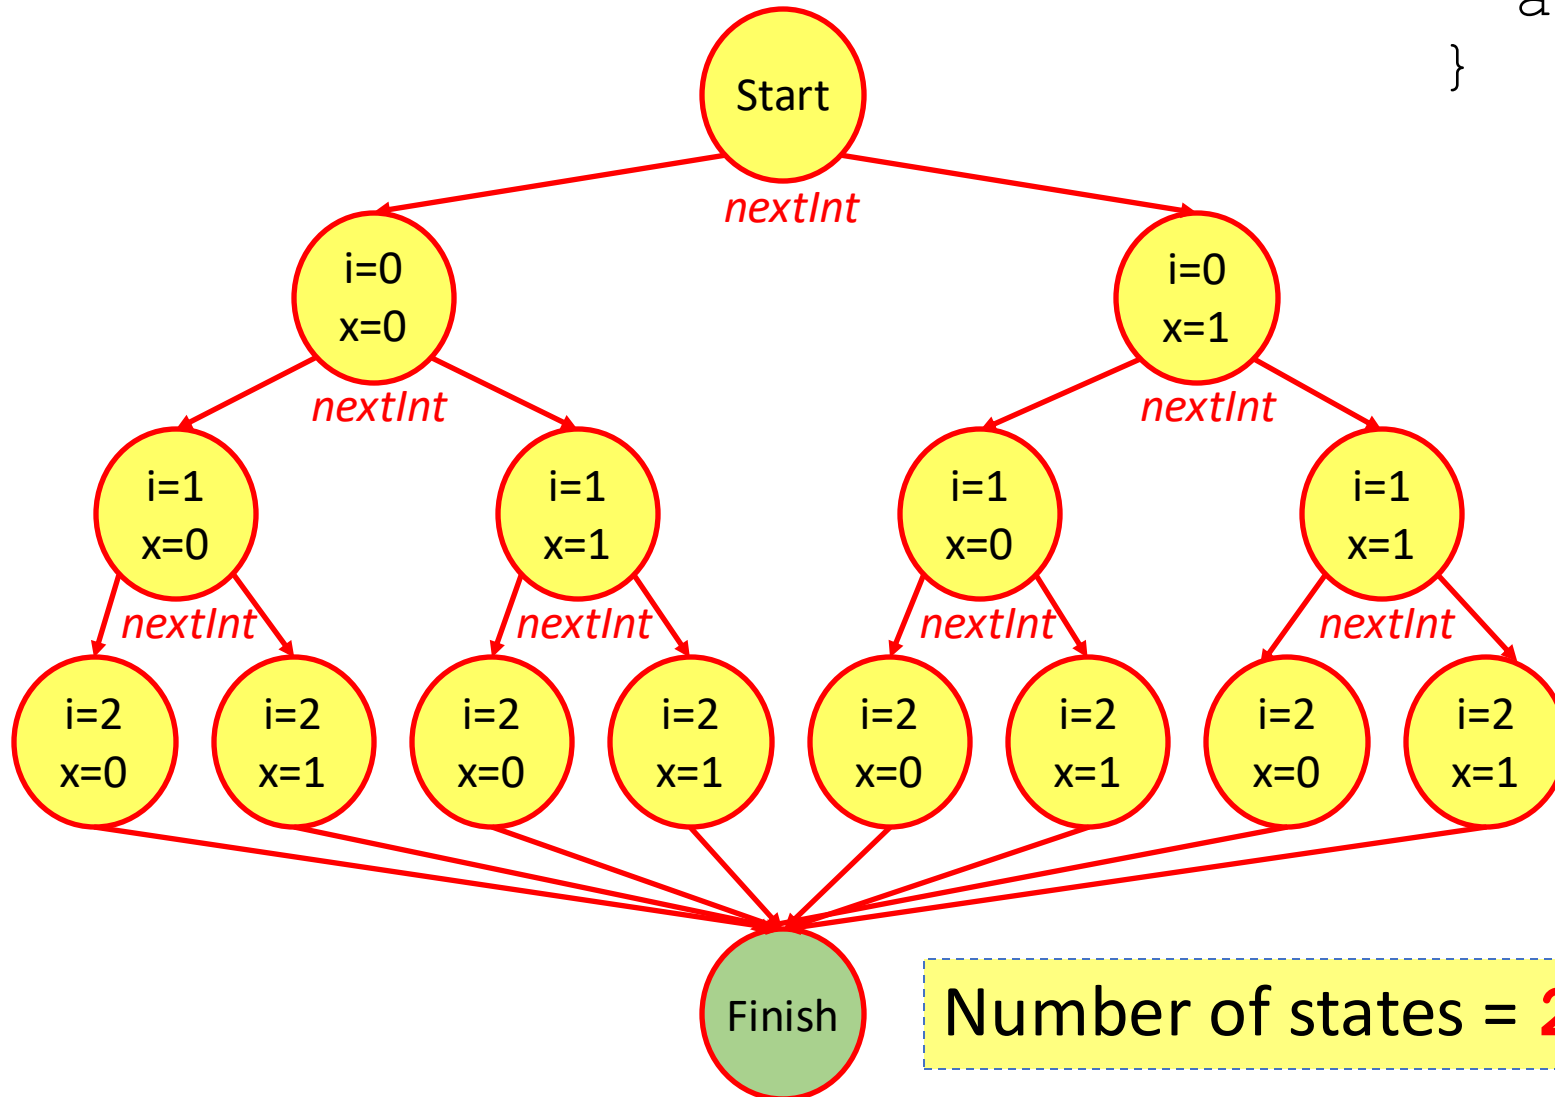 a
}
Start
nextInt
i=0
x=0
i=0
x=1
nextInt
nextInt
i=1
x=0
i=1
x=1
i=1
x=0
i=1
x=1
nextInt
nextInt
nextInt
nextInt
i=2
x=0
i=2
x=1
i=2
x=0
i=2
x=1
i=2
x=0
i=2
x=1
i=2
x=0
i=2
x=1
Finish
Number of states = 2